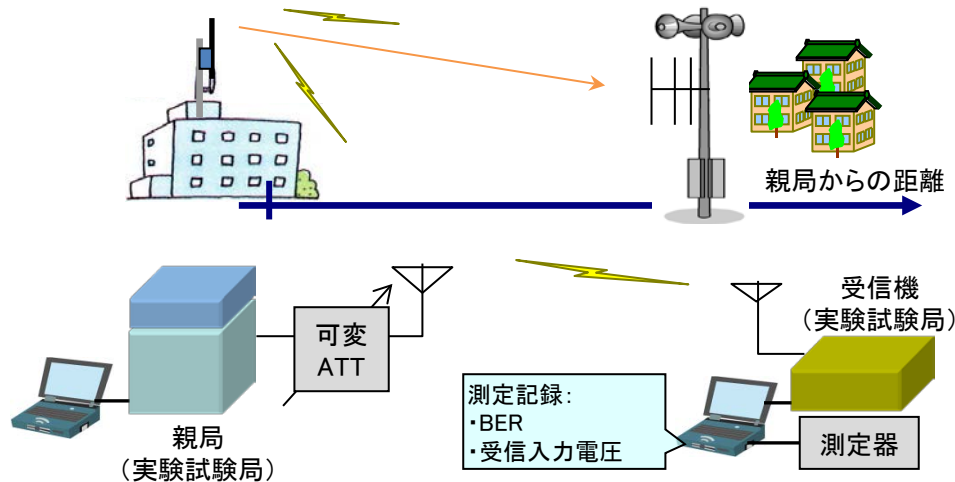 親局からの距離
可変
ATT
受信機
（実験試験局）
測定記録：
・BER
・受信入力電圧
親局
（実験試験局）
測定器